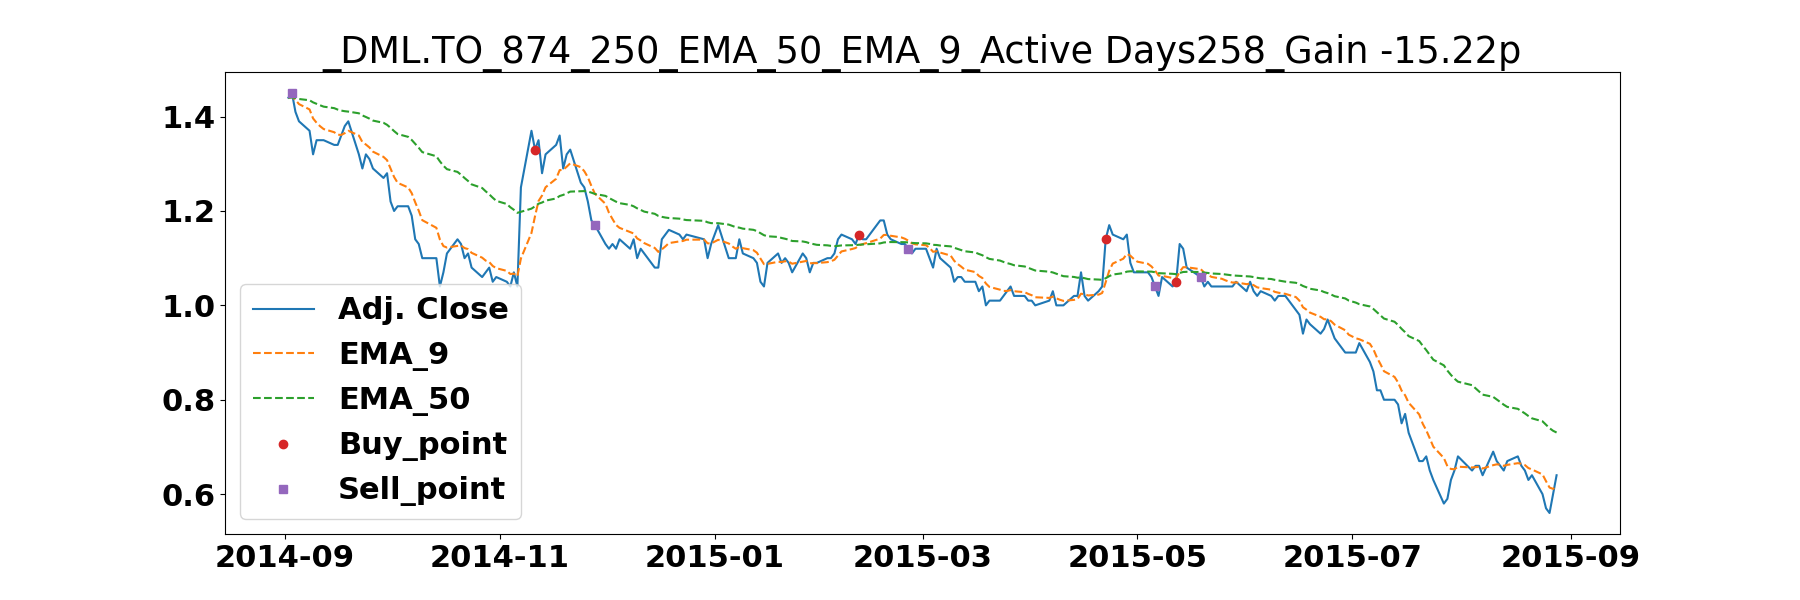 _DML.TO_874_250_EMA_50_EMA_9_Active Days258_Gain -15.22p
1.4
1.2
1.0
0.8
0.6
Adj. Close
EMA_9
EMA_50
Buy_point
Sell_point
2014-09 2014-11 2015-01 2015-03 2015-05 2015-07 2015-09